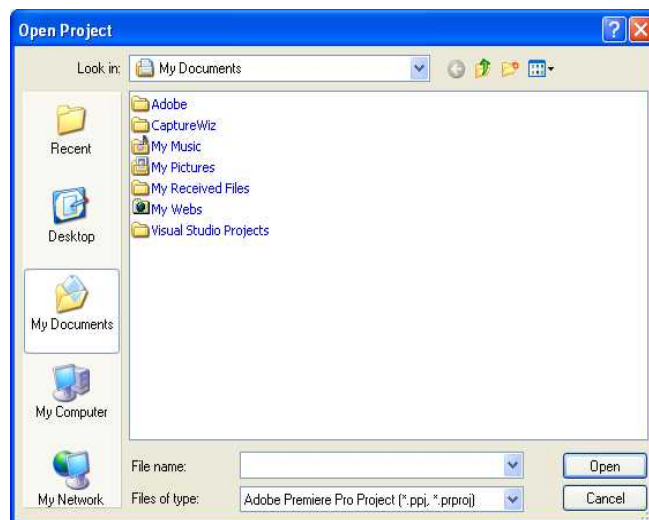 Open Project
Look in: My Documents
Recent
Desktop
My Documents
My Computer
My Network
Adobe
CaptureWiz
My Music
My Pictures
My Received Files
My Webs
Visual Studio Projects
File name:
Open
Files of type: Adobe Premiere Pro Project (*.ppj, *.prproj)
Cancel